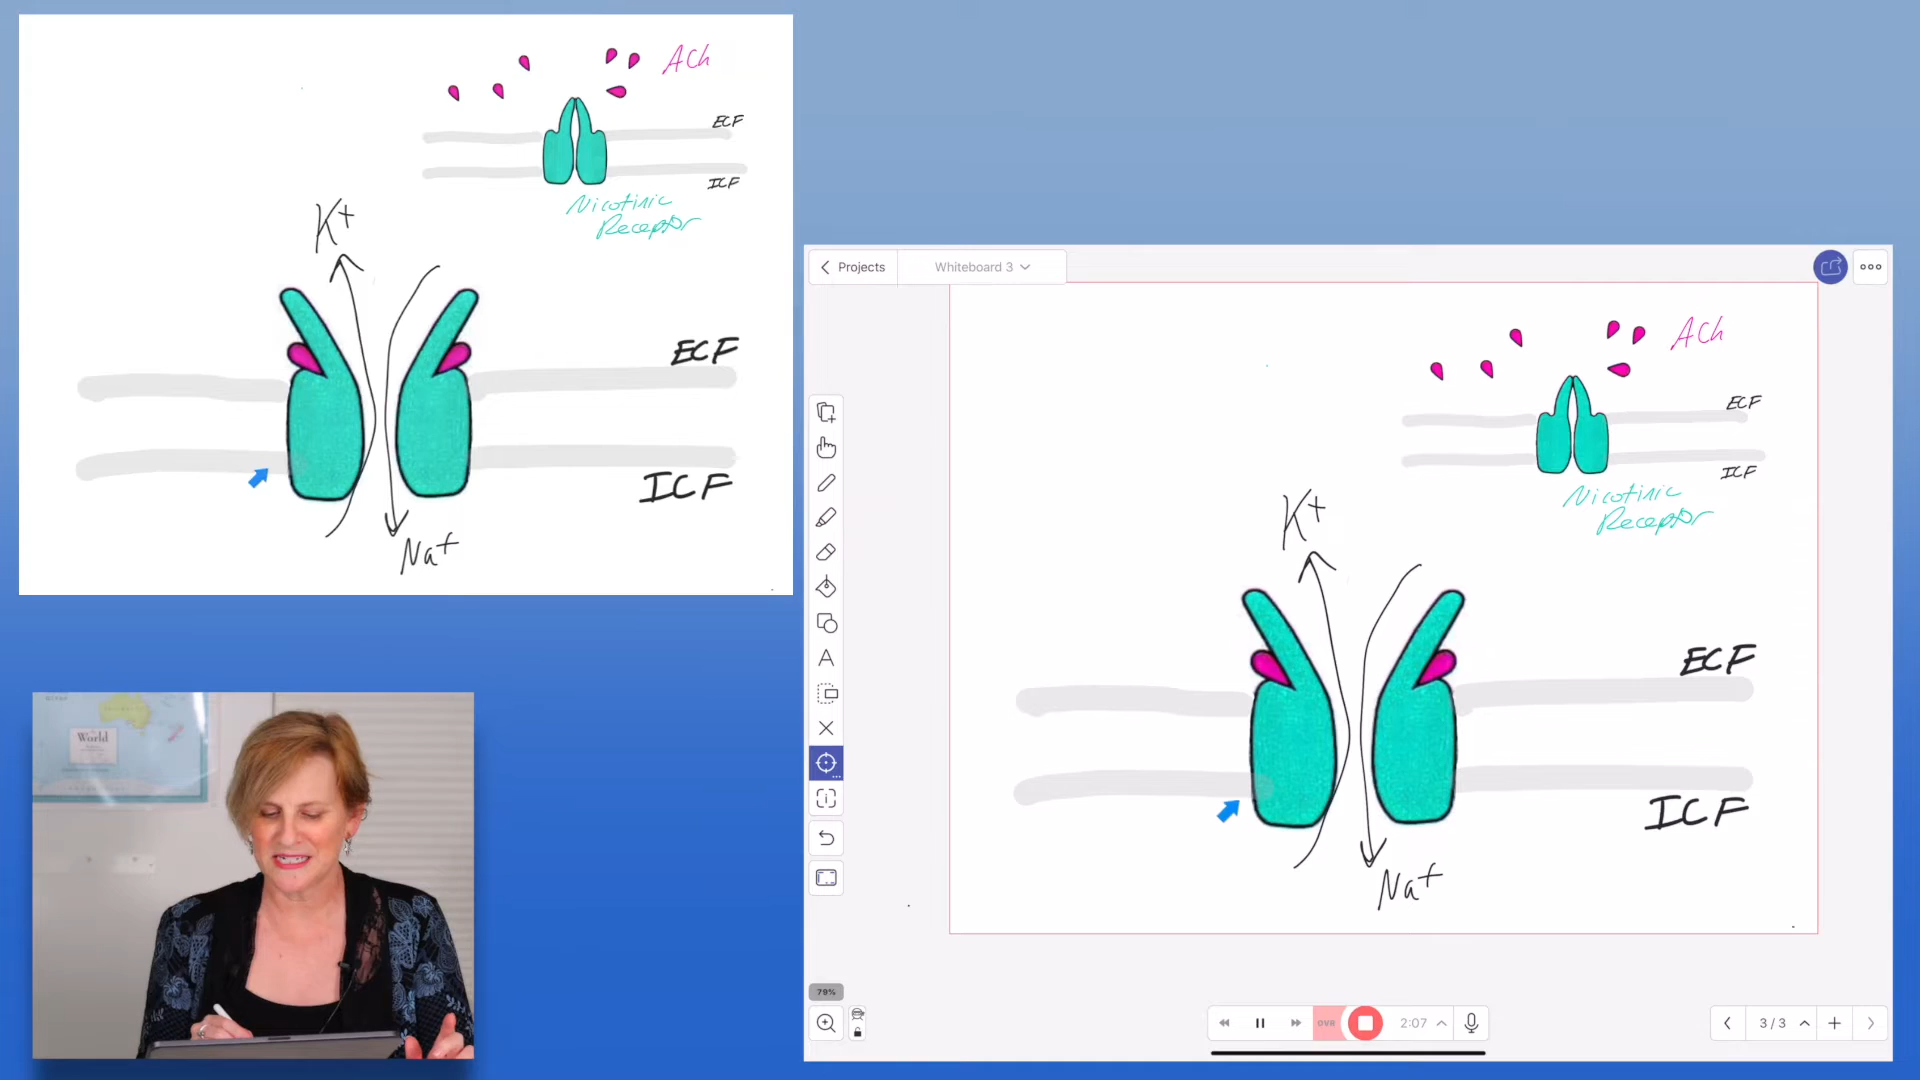 ACh
ECF
ICF
Nicotinic
Receptor
K+
ECF
ICF
Na+
Projects
Whiteboard 3
ACh
ECF
ICF
Nicotinic
Receptor
K+
ECF
ICF
Na+
79%
OVR
2:07
3 / 3
World